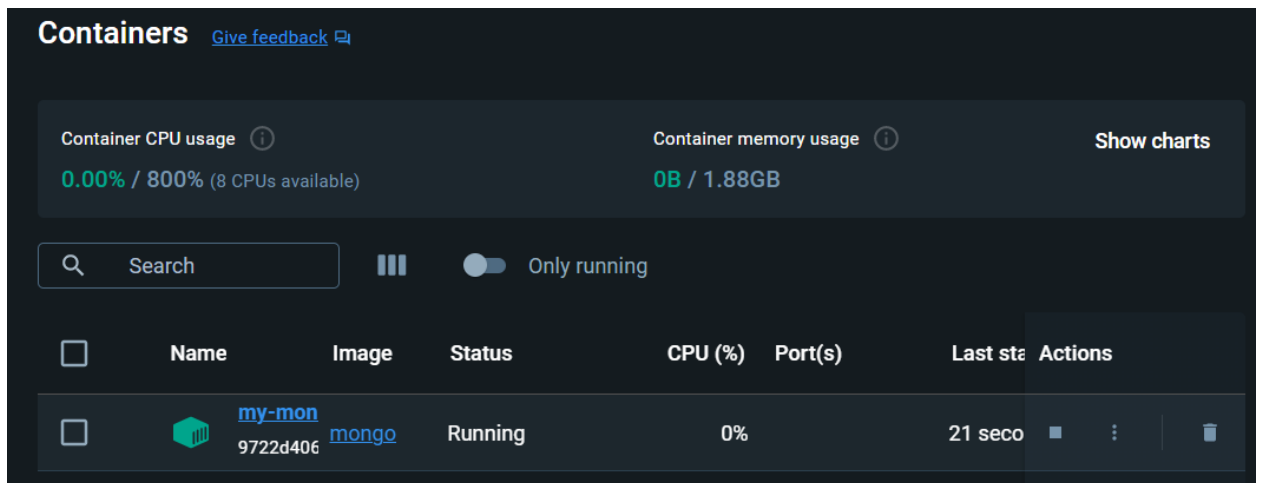 Containers Give feedback
Container CPU usage
Container memory usage
Show charts
0.00% / 800% (8 CPUs available)
0B / 1.88GB
Search
Only running
Name Image Status CPU (%) Port(s) Last sta Actions
my-mon
9722d406
mongo Running 0% 21 seco